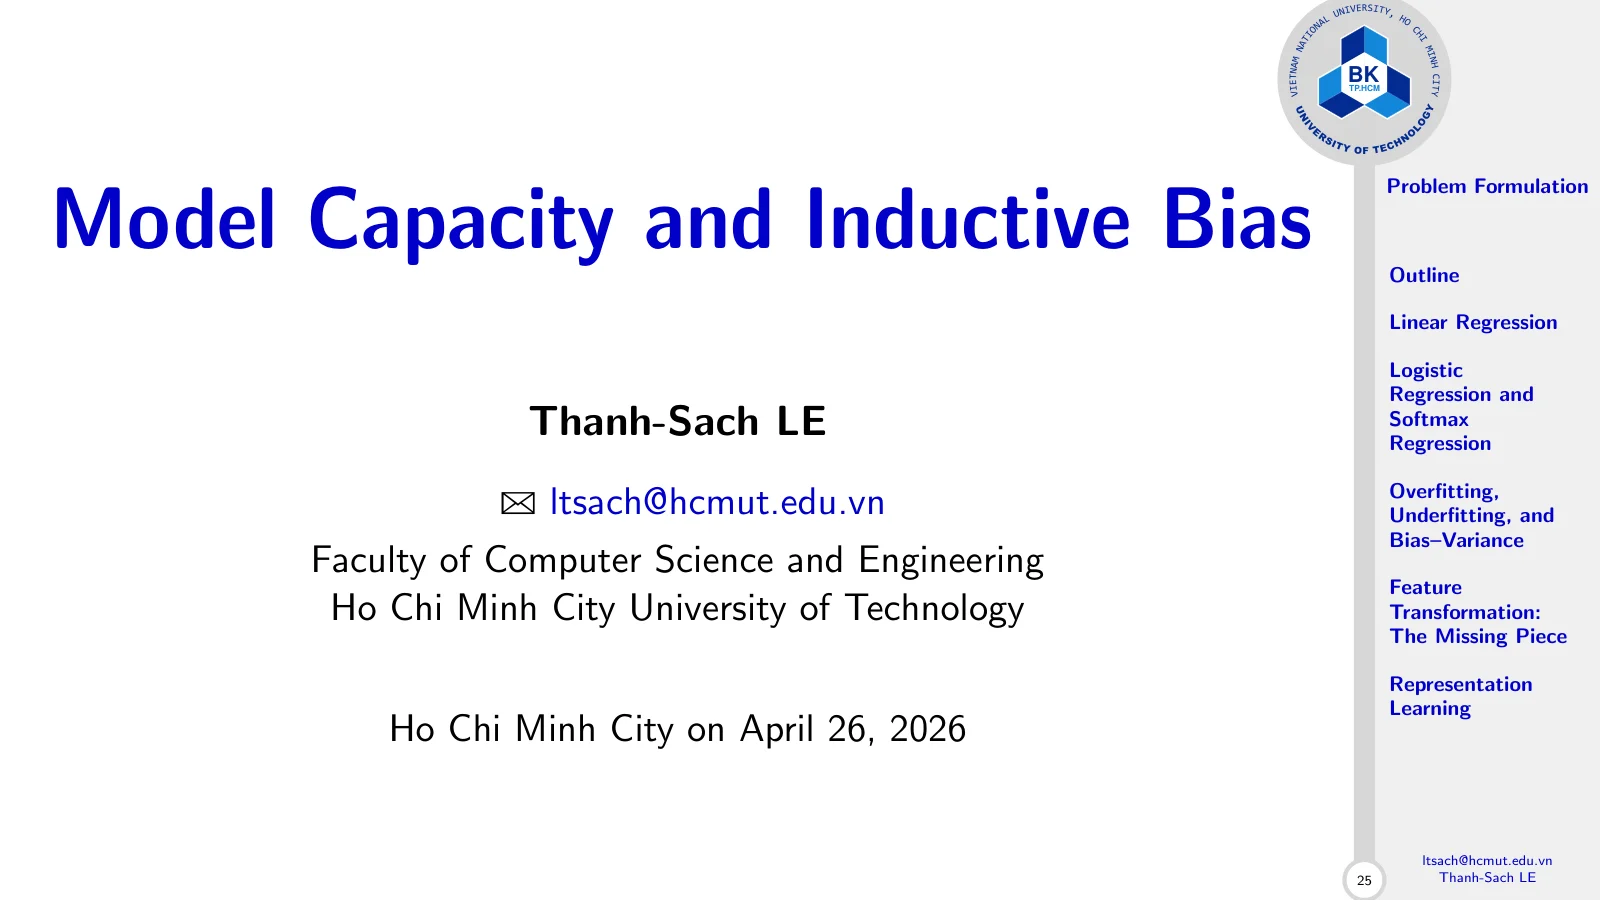 Model Capacity and Inductive Bias
Thanh-Sach LE
ltsach@hcmut.edu.vn
Faculty of Computer Science and Engineering
Ho Chi Minh City University of Technology
Ho Chi Minh City on April 26, 2026
VIETNAM NATIONAL UNIVERSITY, HO CHI MINH CITY
BK
TP.HCM
UNIVERSITY OF TECHNOLOGY
Problem Formulation
Outline
Linear Regression
Logistic
Regression and
Softmax
Regression
Overfitting,
Underfitting, and
Bias–Variance
Feature
Transformation:
The Missing Piece
Representation
Learning
ltsach@hcmut.edu.vn
Thanh-Sach LE
25